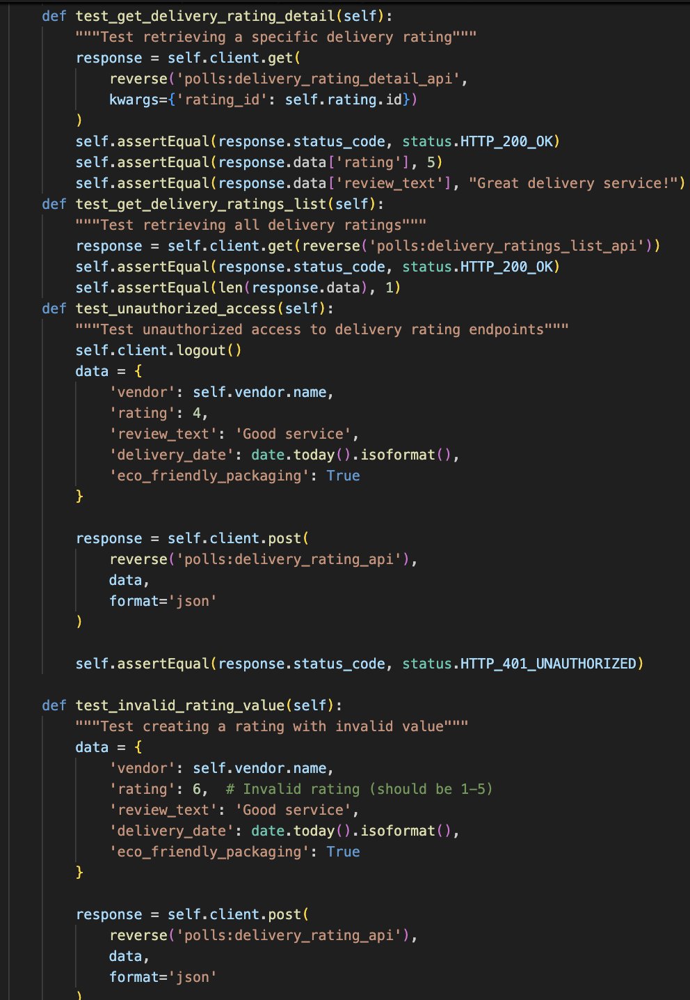 def test_get_delivery_rating_detail(self):
"""Test retrieving a specific delivery rating"""
response = self.client.get(
reverse('polls:delivery_rating_detail_api',
kwargs={'rating_id': self.rating.id})
)
self.assertEqual(response.status_code, status.HTTP_200_OK)
self.assertEqual(response.data['rating'], 5)
self.assertEqual(response.data['review_text'], "Great delivery service!")
def test_get_delivery_ratings_list(self):
"""Test retrieving all delivery ratings"""
response = self.client.get(reverse('polls:delivery_ratings_list_api'))
self.assertEqual(response.status_code, status.HTTP_200_OK)
self.assertEqual(len(response.data), 1)
def test_unauthorized_access(self):
"""Test unauthorized access to delivery rating endpoints"""
self.client.logout()
data = {
'vendor': self.vendor.name,
'rating': 4,
'review_text': 'Good service',
'delivery_date': date.today().isoformat(),
'eco_friendly_packaging': True
}
response = self.client.post(
reverse('polls:delivery_rating_api'),
data,
format='json'
)
self.assertEqual(response.status_code, status.HTTP_401_UNAUTHORIZED)
def test_invalid_rating_value(self):
"""Test creating a rating with invalid value"""
data = {
'vendor': self.vendor.name,
'rating': 6,  # Invalid rating (should be 1-5)
'review_text': 'Good service',
'delivery_date': date.today().isoformat(),
'eco_friendly_packaging': True
}
response = self.client.post(
reverse('polls:delivery_rating_api'),
data,
format='json'
)